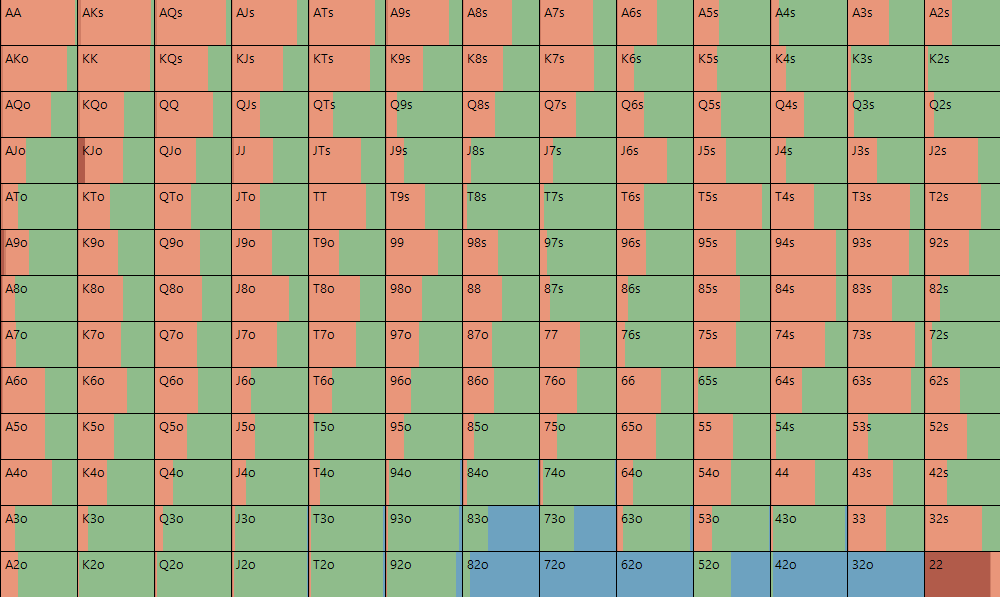 AA AKs AQs AJs ATs A9s A8s A7s A6s A5s A4s A3s A2s
AKo KK KQs KJs KTs K9s K8s K7s K6s K5s K4s K3s K2s
AQo KQo QQ QJs QTs Q9s Q8s Q7s Q6s Q5s Q4s Q3s Q2s
AJo KJo QJo JJ JTs J9s J8s J7s J6s J5s J4s J3s J2s
ATo KTo QTo JTo TT T9s T8s T7s T6s T5s T4s T3s T2s
A9o K9o Q9o J9o T9o 99 98s 97s 96s 95s 94s 93s 92s
A8o K8o Q8o J8o T8o 98o 88 87s 86s 85s 84s 83s 82s
A7o K7o Q7o J7o T7o 97o 87o 77 76s 75s 74s 73s 72s
A6o K6o Q6o J6o T6o 96o 86o 76o 66 65s 64s 63s 62s
A5o K5o Q5o J5o T5o 95o 85o 75o 65o 55 54s 53s 52s
A4o K4o Q4o J4o T4o 94o 84o 74o 64o 54o 44 43s 42s
A3o K3o Q3o J3o T3o 93o 83o 73o 63o 53o 43o 33 32s
A2o K2o Q2o J2o T2o 92o 82o 72o 62o 52o 42o 32o 22